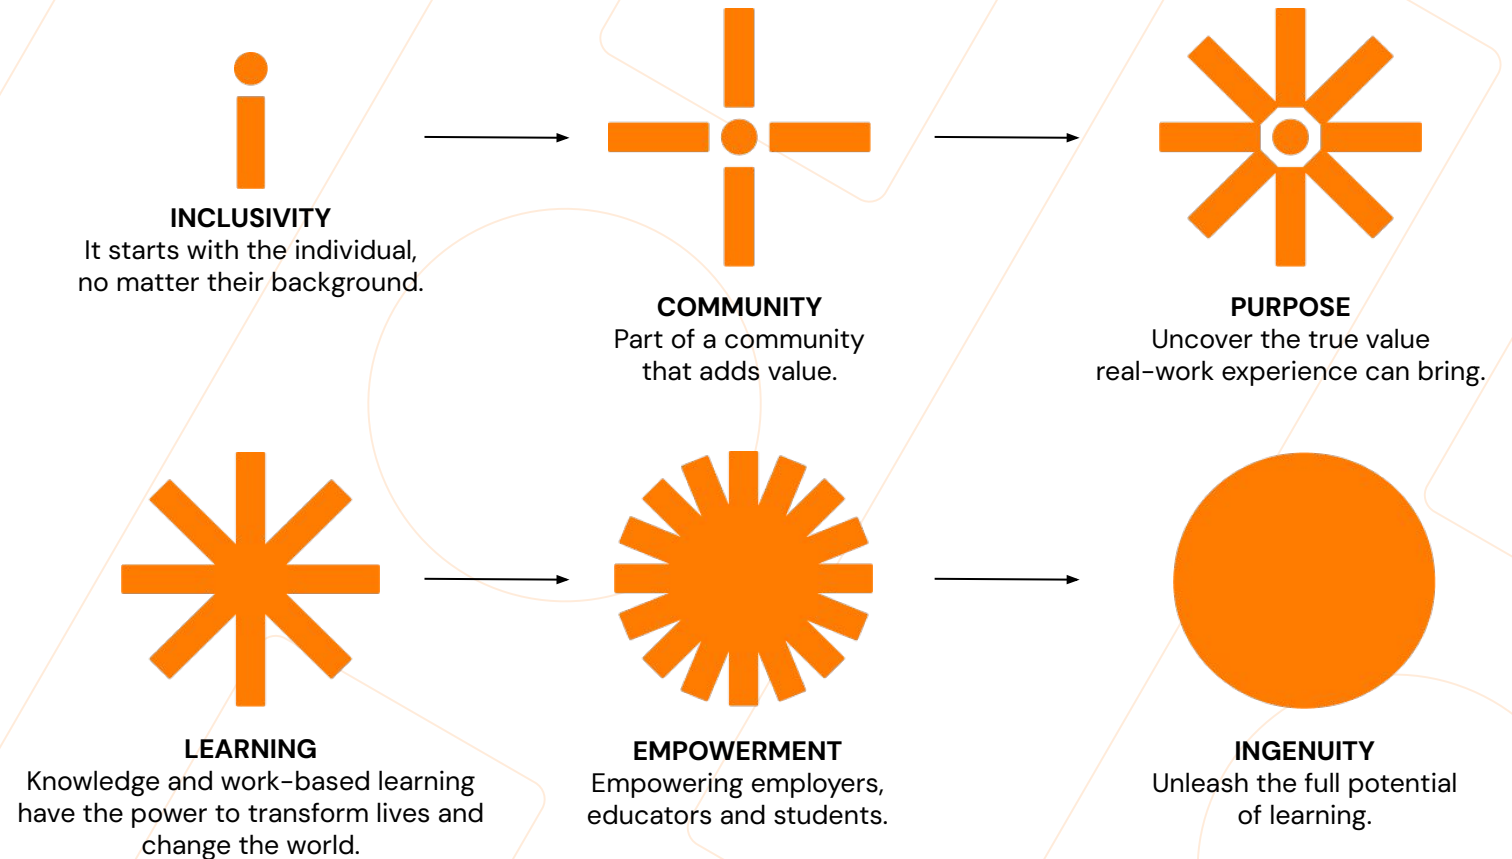 INCLUSIVITY
It starts with the individual,
no matter their background.
COMMUNITY
Part of a community
that adds value.
PURPOSE
Uncover the true value
real-work experience can bring.
LEARNING
Knowledge and work-based learning
have the power to transform lives and
change the world.
EMPOWERMENT
Empowering employers,
educators and students.
INGENUITY
Unleash the full potential
of learning.